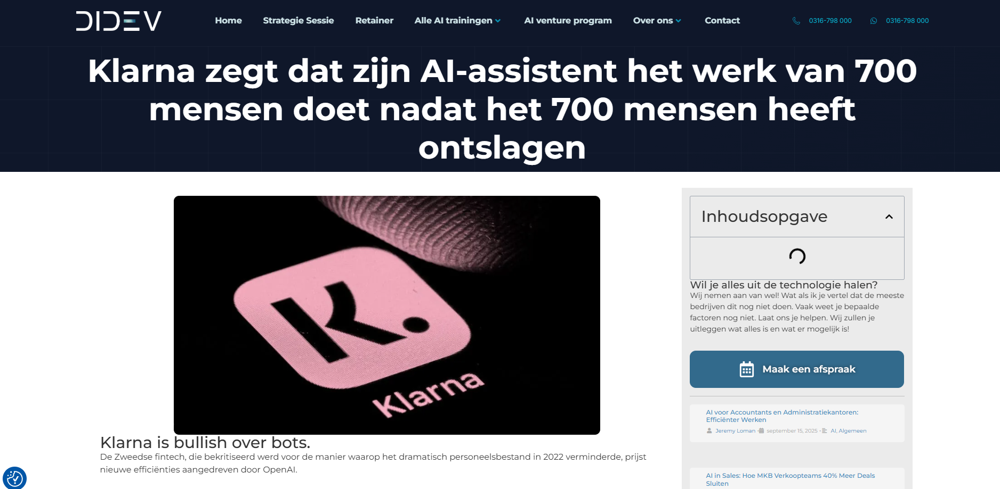 DIDEV
Home
Strategie Sessie
Retainer
Alle AI trainingen
AI venture program
Over ons
Contact
0316-798 000
0316-798 000
Klarna zegt dat zijn AI-assistent het werk van 700
mensen doet nadat het 700 mensen heeft
ontslagen
K.
Klarna
Klarna is bullish over bots.
De Zweedse fintech, die bekritiseerd werd voor de manier waarop het dramatisch personeelsbestand in 2022 verminderde, prijst
nieuwe efficiënties aangedreven door OpenAI.
Inhoudsopgave
Wil je alles uit de technologie halen?
Wij nemen aan van wel! Wat als ik je vertel dat de meeste
bedrijven dit nog niet doen. Vaak weet je bepaalde
factoren nog niet. Laat ons je helpen. Wij zullen je
uitleggen wat alles is en wat er mogelijk is!
Maak een afspraak
AI voor Accountants en Administratiekantoren:
Efficiënter Werken
Jeremy Loman • september 15, 2025 • AI, Algemeen
AI in Sales: Hoe MKB Verkoopteams 40% Meer Deals
Sluiten